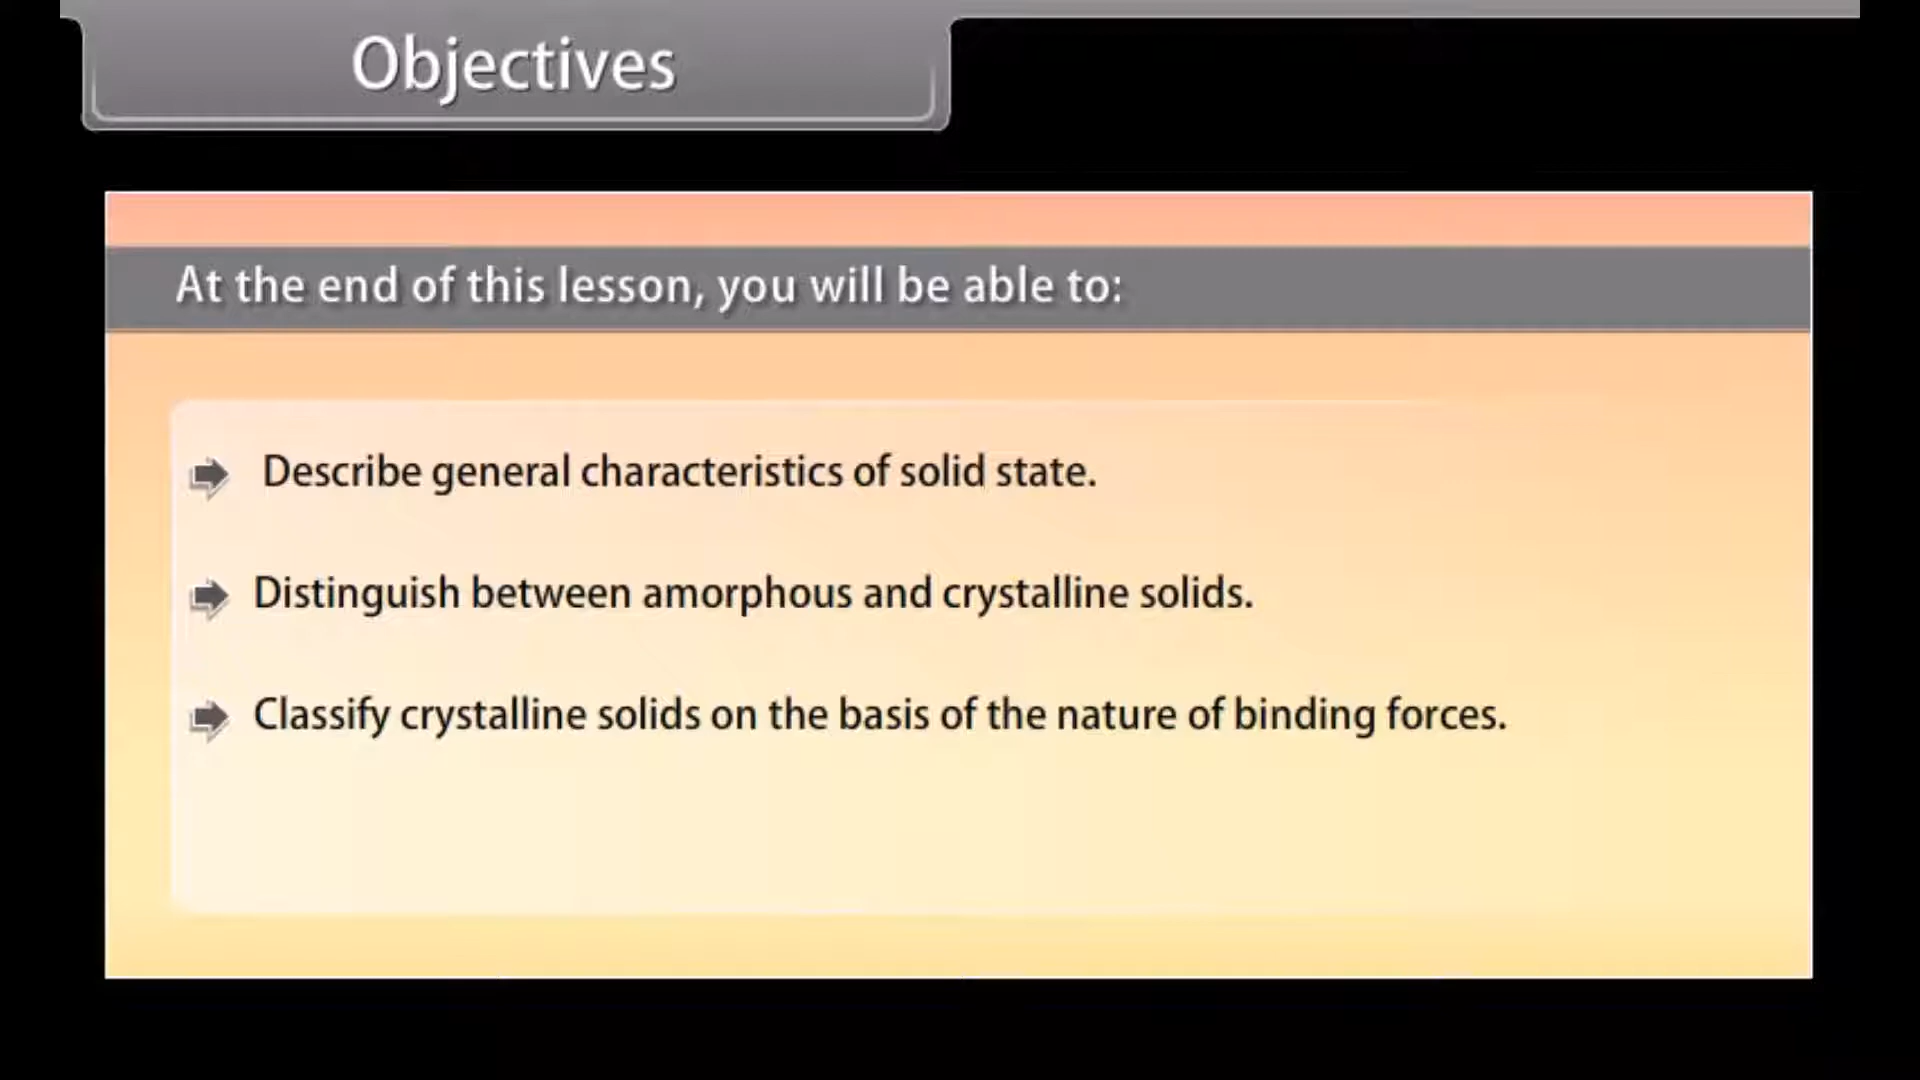 Objectives
At the end of this lesson, you will be able to:
Describe general characteristics of solid state.
Distinguish between amorphous and crystalline solids.
Classify crystalline solids on the basis of the nature of binding forces.